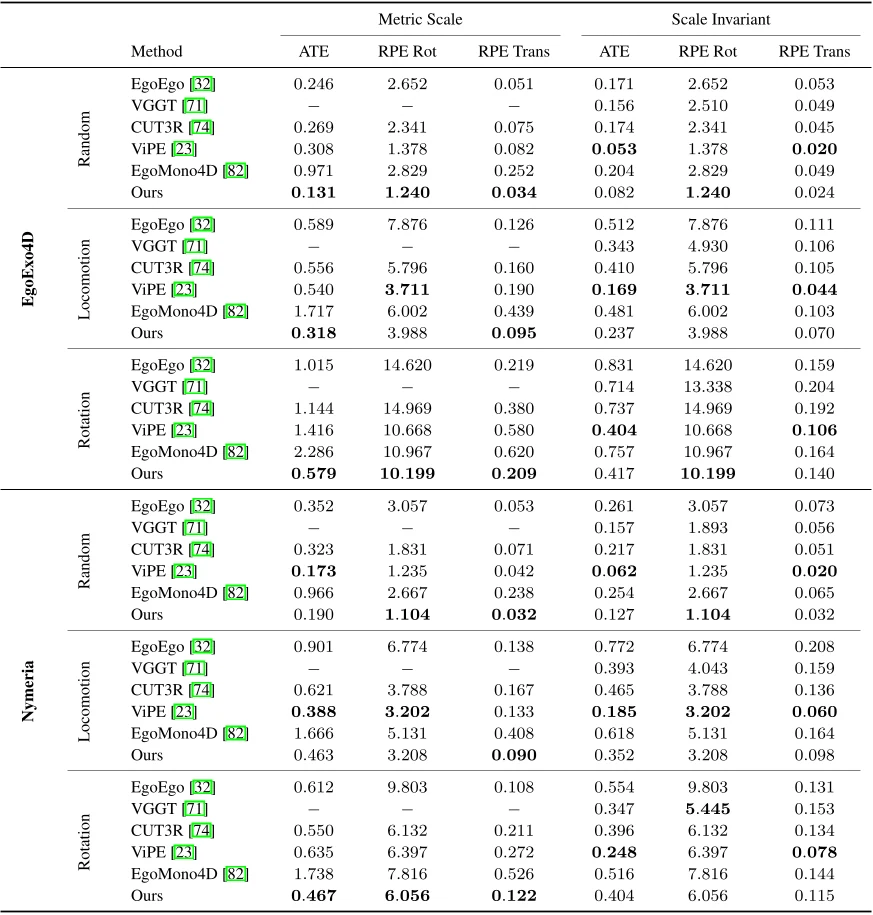 Metric Scale Scale Invariant
Method ATE RPE Rot RPE Trans ATE RPE Rot RPE Trans
EgoExo4D
Random
EgoEgo [32] 0.246 2.652 0.051 0.171 2.652 0.053
VGGT [71] − − − 0.156 2.510 0.049
CUT3R [74] 0.269 2.341 0.075 0.174 2.341 0.045
ViPE [23] 0.308 1.378 0.082 0.053 1.378 0.020
EgoMono4D [82] 0.971 2.829 0.252 0.204 2.829 0.049
Ours 0.131 1.240 0.034 0.082 1.240 0.024
Locomotion
EgoEgo [32] 0.589 7.876 0.126 0.512 7.876 0.111
VGGT [71] − − − 0.343 4.930 0.106
CUT3R [74] 0.556 5.796 0.160 0.410 5.796 0.105
ViPE [23] 0.540 3.711 0.190 0.169 3.711 0.044
EgoMono4D [82] 1.717 6.002 0.439 0.481 6.002 0.103
Ours 0.318 3.988 0.095 0.237 3.988 0.070
Rotation
EgoEgo [32] 1.015 14.620 0.219 0.831 14.620 0.159
VGGT [71] − − − 0.714 13.338 0.204
CUT3R [74] 1.144 14.969 0.380 0.737 14.969 0.192
ViPE [23] 1.416 10.668 0.580 0.404 10.668 0.106
EgoMono4D [82] 2.286 10.967 0.620 0.757 10.967 0.164
Ours 0.579 10.199 0.209 0.417 10.199 0.140
Nymeria
Random
EgoEgo [32] 0.352 3.057 0.053 0.261 3.057 0.073
VGGT [71] − − − 0.157 1.893 0.056
CUT3R [74] 0.323 1.831 0.071 0.217 1.831 0.051
ViPE [23] 0.173 1.235 0.042 0.062 1.235 0.020
EgoMono4D [82] 0.966 2.667 0.238 0.254 2.667 0.065
Ours 0.190 1.104 0.032 0.127 1.104 0.032
Locomotion
EgoEgo [32] 0.901 6.774 0.138 0.772 6.774 0.208
VGGT [71] − − − 0.393 4.043 0.159
CUT3R [74] 0.621 3.788 0.167 0.465 3.788 0.136
ViPE [23] 0.388 3.202 0.133 0.185 3.202 0.060
EgoMono4D [82] 1.666 5.131 0.408 0.618 5.131 0.164
Ours 0.463 3.208 0.090 0.352 3.208 0.098
Rotation
EgoEgo [32] 0.612 9.803 0.108 0.554 9.803 0.131
VGGT [71] − − − 0.347 5.445 0.153
CUT3R [74] 0.550 6.132 0.211 0.396 6.132 0.134
ViPE [23] 0.635 6.397 0.272 0.248 6.397 0.078
EgoMono4D [82] 1.738 7.816 0.526 0.516 7.816 0.144
Ours 0.467 6.056 0.122 0.404 6.056 0.115